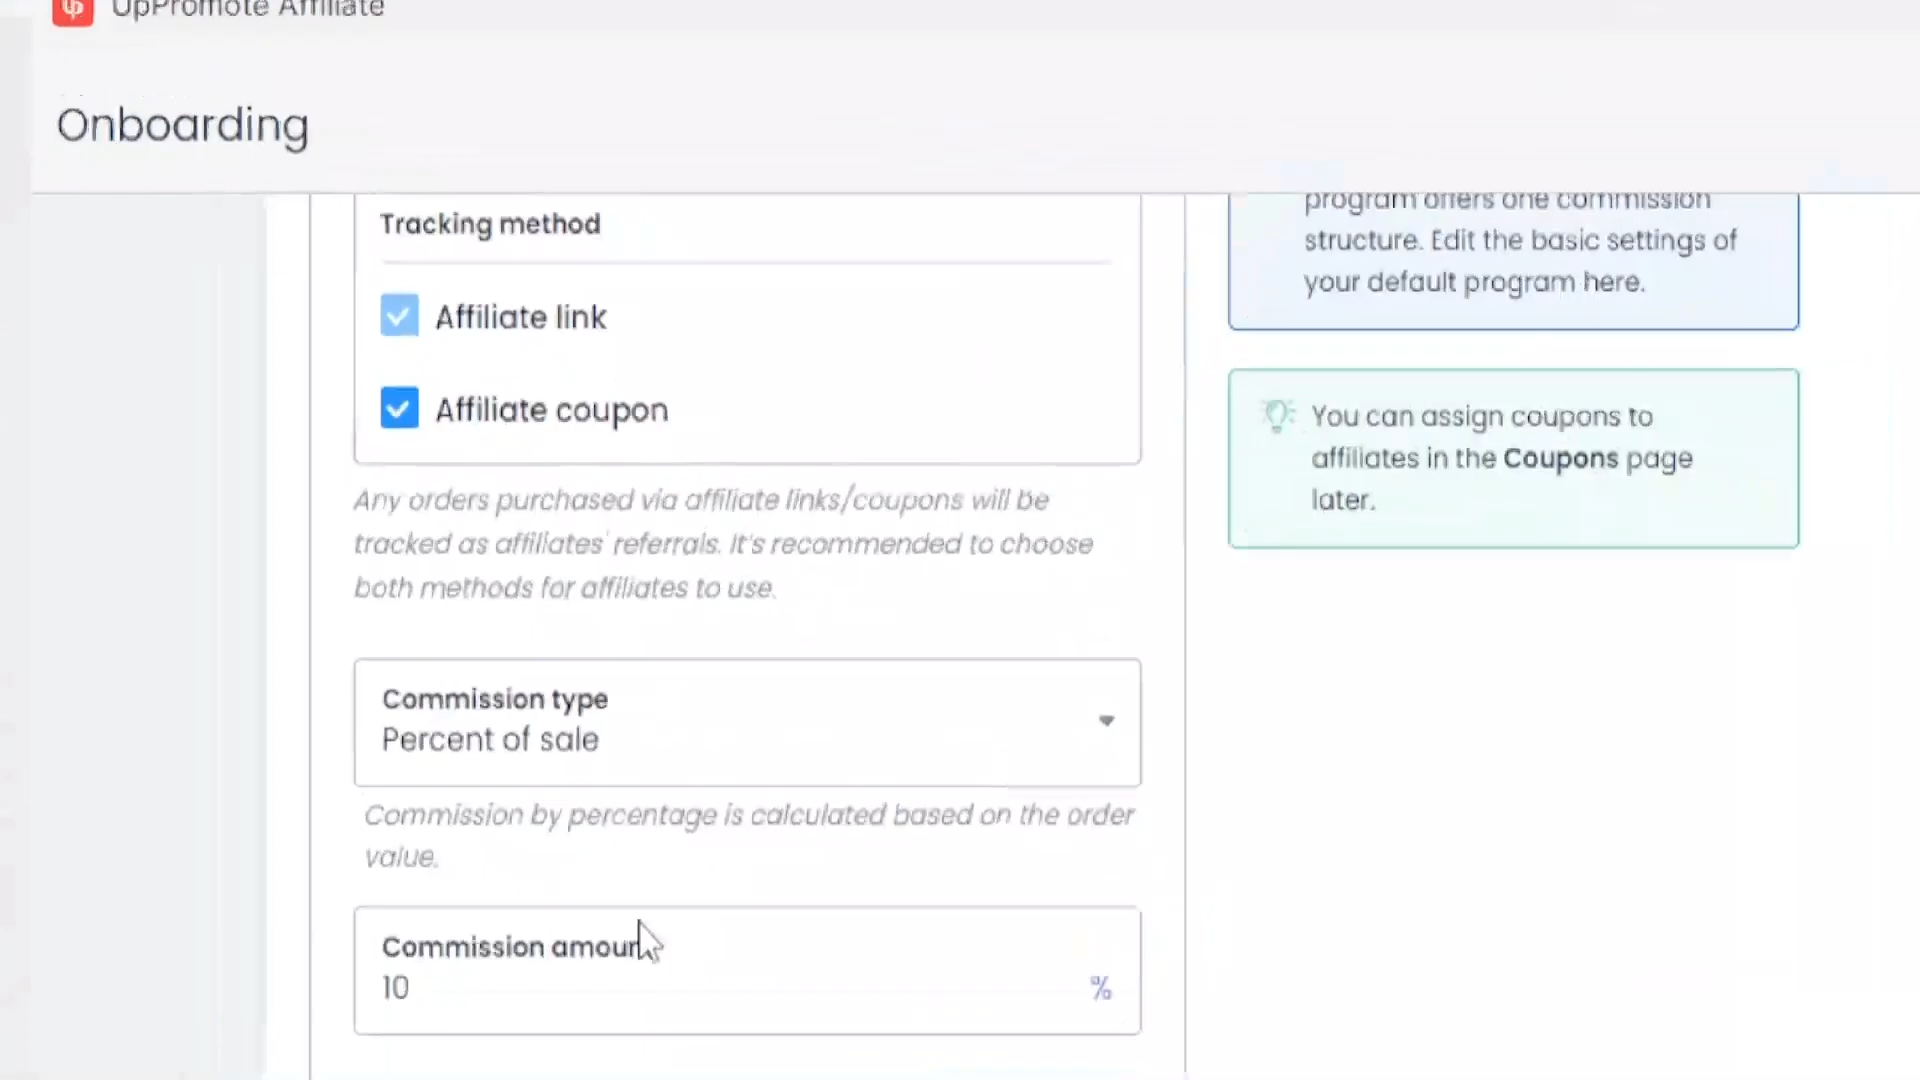 UpPromote Affiliate
Onboarding
Tracking method
Affiliate link
Affiliate coupon
Any orders purchased via affiliate links/coupons will be
tracked as affiliates' referrals. It's recommended to choose
both methods for affiliates to use.
Commission type
Percent of sale
Commission by percentage is calculated based on the order
value.
Commission amoun
10
%
program offers one commission
structure. Edit the basic settings of
your default program here.
You can assign coupons to
affiliates in the Coupons page
later.